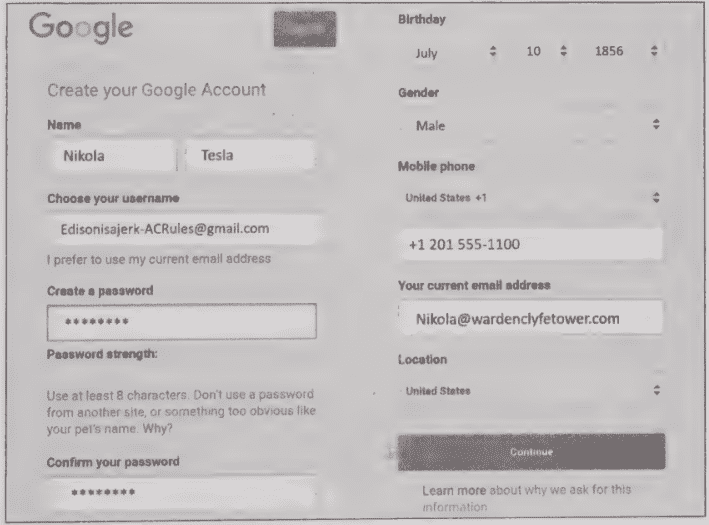 Google
Create your Google Account
Name
Nikola
Tesla
Choose your username
Edisonisajerk-ACRules@gmail.com
I prefer to use my current email address
Create a password
********
Password strength:
Use at least 8 characters. Don't use a password
from another site, or something too obvious like
your pet's name. Why?
Confirm your password
********
Birthday
July 10 1856
Gender
Male
Mobile phone
United States +1
+1 201 555-1100
Your current email address
Nikola@wardenclyfetower.com
Location
United States
Continue
Learn more about why we ask for this
information